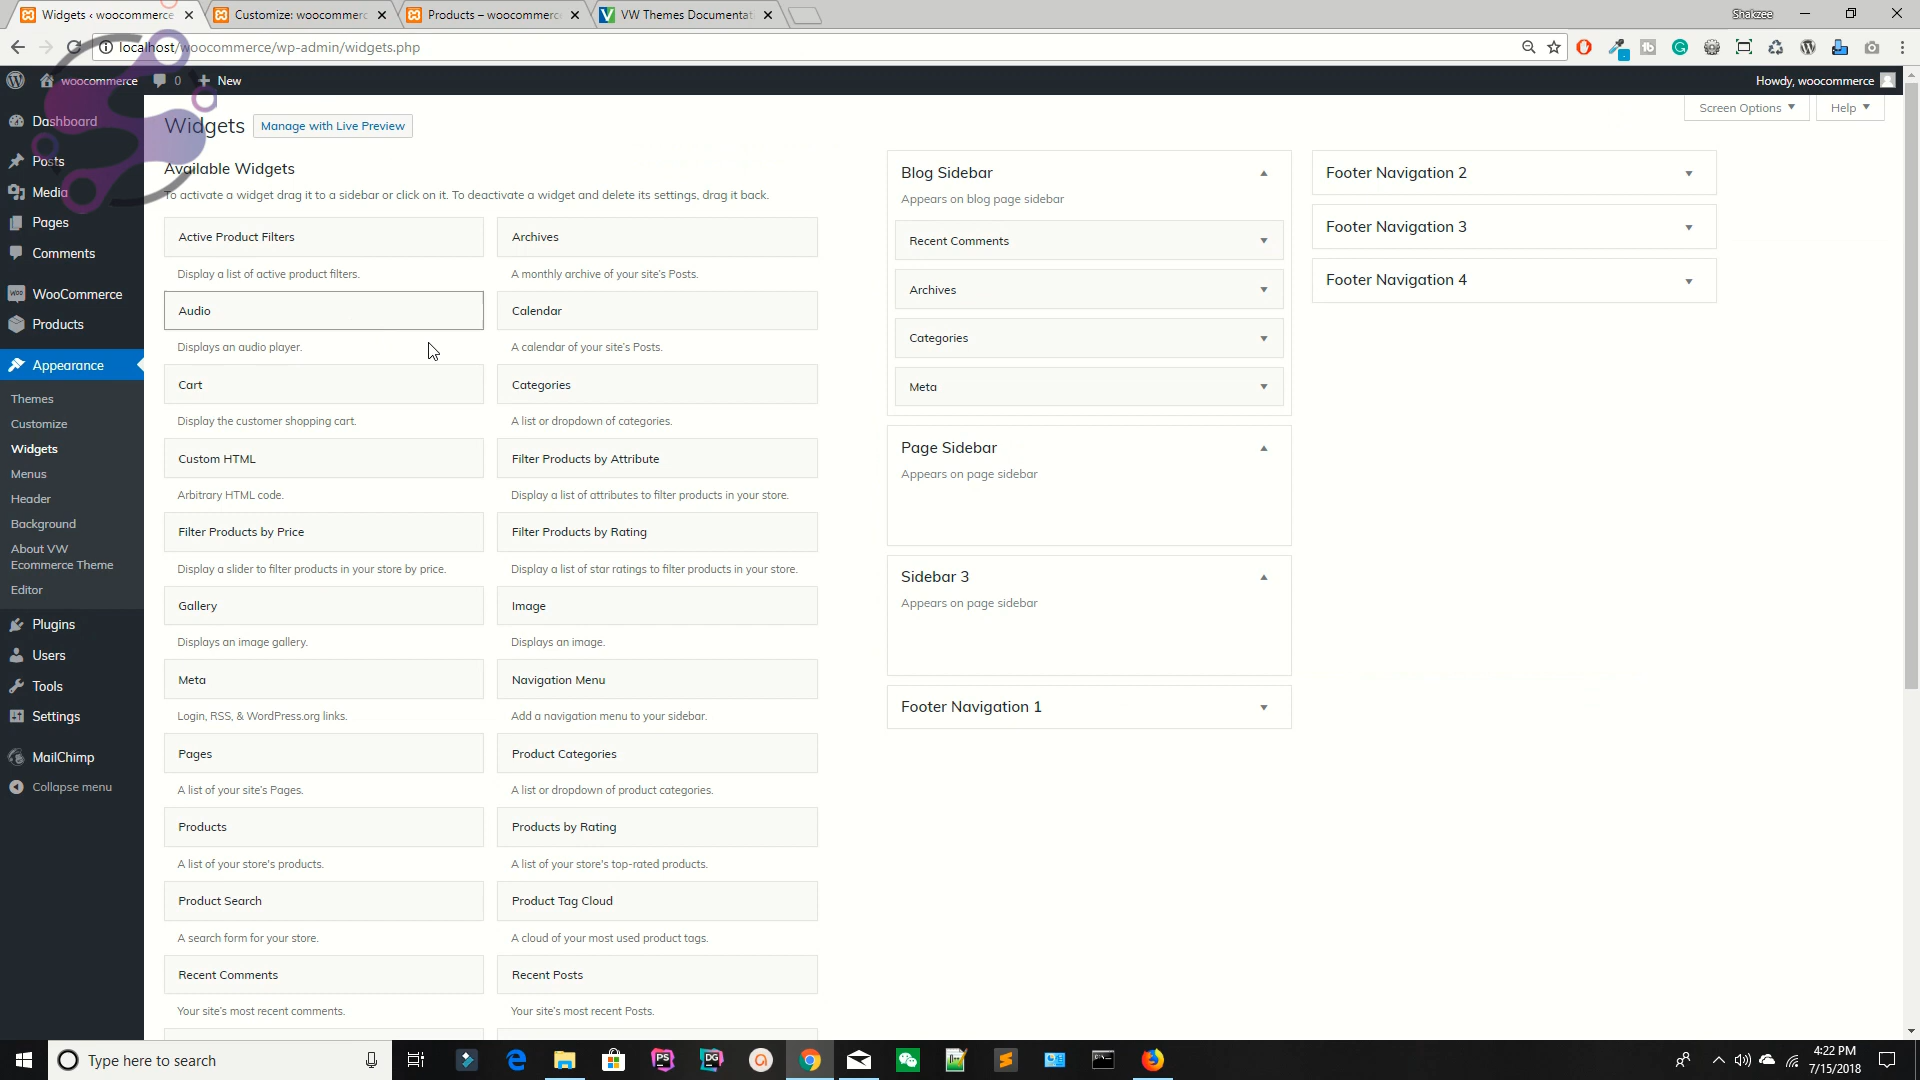 Widgets ‹ woocommerce
Customize: woocommerc
Products – woocommerce
VW Themes Documentat
Shakzee
localhost/woocommerce/wp-admin/widgets.php
woocommerce
0
New
Howdy, woocommerce
Dashboard
Posts
Media
Pages
Comments
WooCommerce
Products
Appearance
Themes
Customize
Widgets
Menus
Header
Background
About VW
Ecommerce Theme
Editor
Plugins
Users
Tools
Settings
MailChimp
Collapse menu
Screen Options
Help
Widgets
Manage with Live Preview
Available Widgets
To activate a widget drag it to a sidebar or click on it. To deactivate a widget and delete its settings, drag it back.
Active Product Filters
Display a list of active product filters.
Archives
A monthly archive of your site's Posts.
Audio
Displays an audio player.
Calendar
A calendar of your site's Posts.
Cart
Display the customer shopping cart.
Categories
A list or dropdown of categories.
Custom HTML
Arbitrary HTML code.
Filter Products by Attribute
Display a list of attributes to filter products in your store.
Filter Products by Price
Display a slider to filter products in your store by price.
Filter Products by Rating
Display a list of star ratings to filter products in your store.
Gallery
Displays an image gallery.
Image
Displays an image.
Meta
Login, RSS, & WordPress.org links.
Navigation Menu
Add a navigation menu to your sidebar.
Pages
A list of your site's Pages.
Product Categories
A list or dropdown of product categories.
Products
A list of your store's products.
Products by Rating
A list of your store's top-rated products.
Product Search
A search form for your store.
Product Tag Cloud
A cloud of your most used product tags.
Recent Comments
Your site's most recent comments.
Recent Posts
Your site's most recent Posts.
Blog Sidebar
Appears on blog page sidebar
Recent Comments
Archives
Categories
Meta
Page Sidebar
Appears on page sidebar
Sidebar 3
Appears on page sidebar
Footer Navigation 1
Footer Navigation 2
Footer Navigation 3
Footer Navigation 4
Type here to search
PS
DG
4:22 PM
7/15/2018